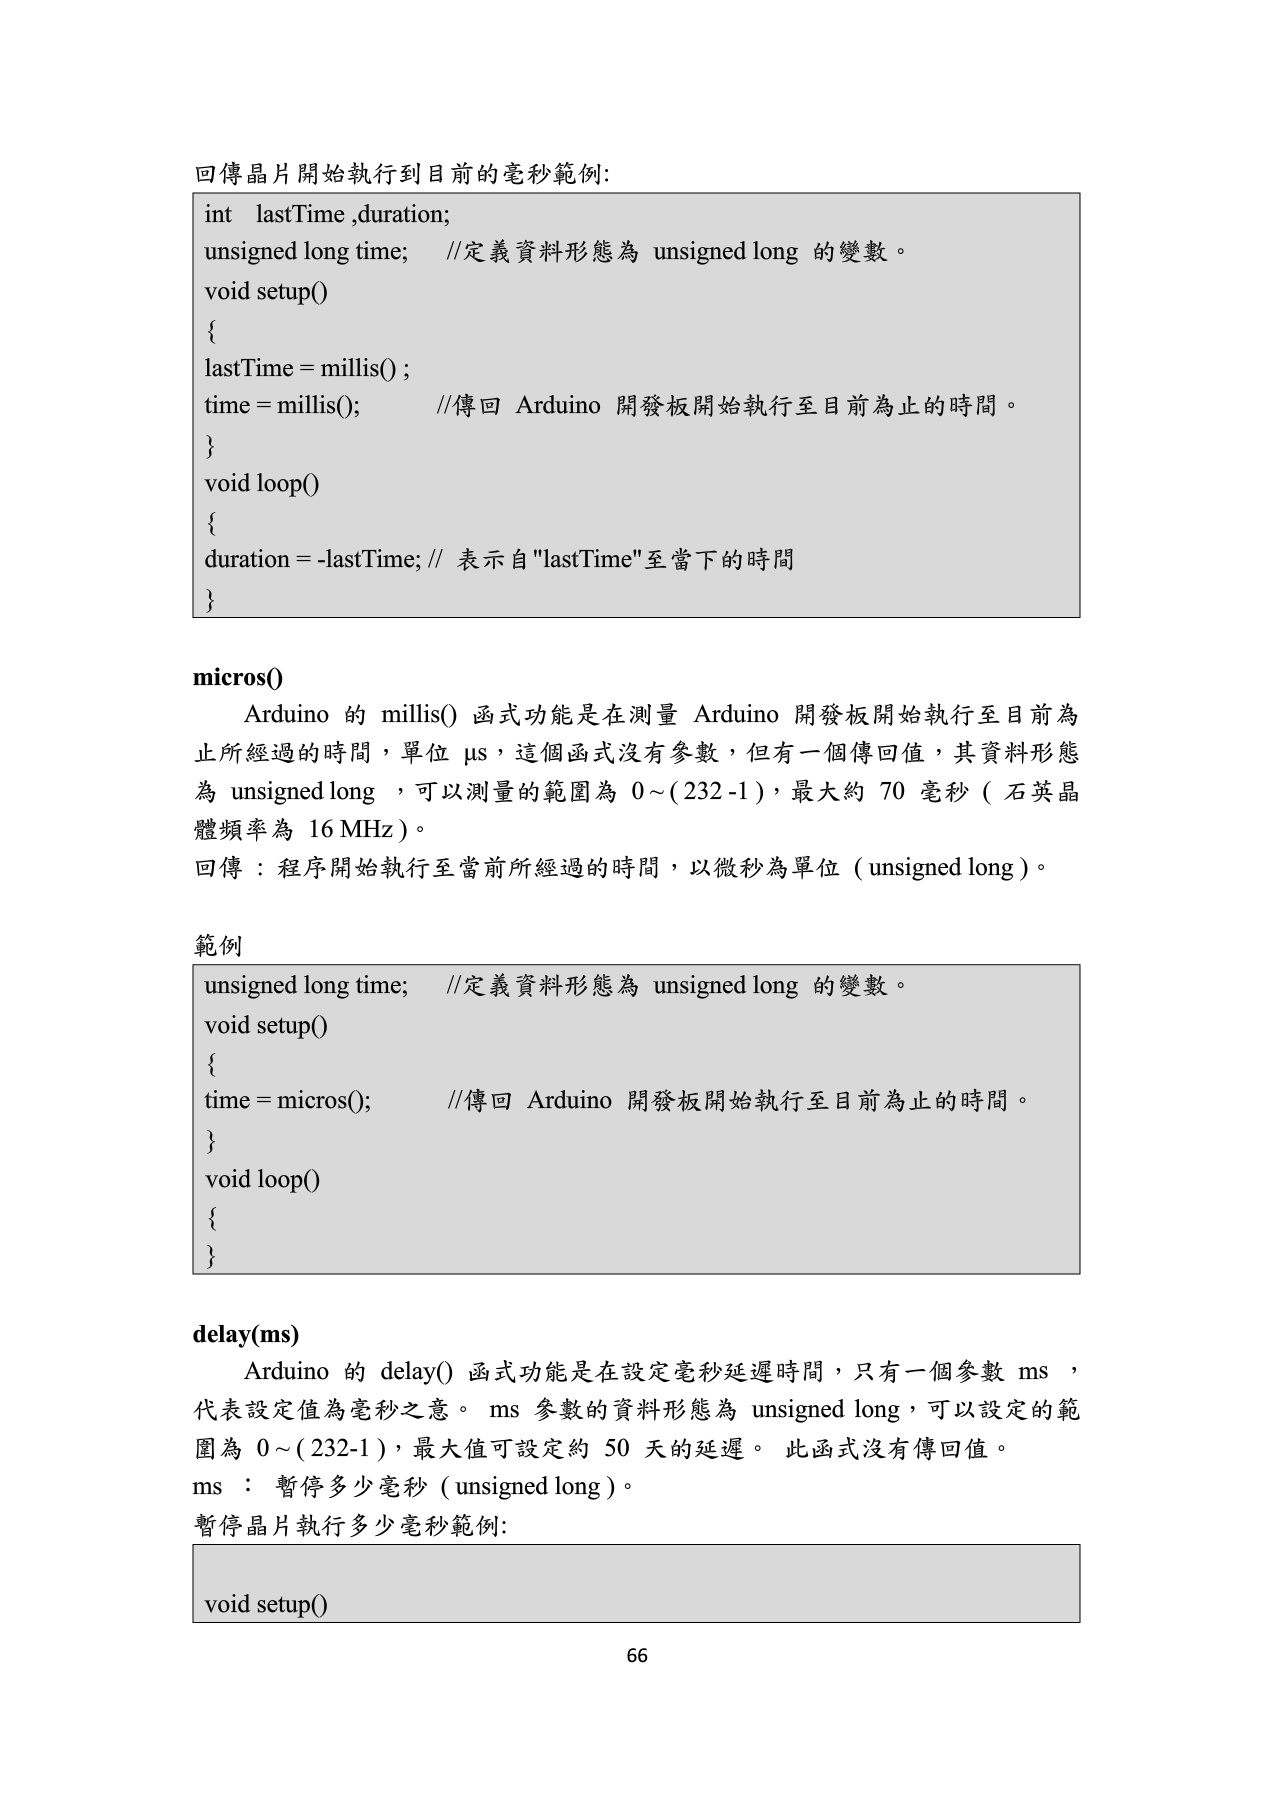 回傳晶片開始執行到目前的毫秒範例:
int lastTime ,duration;
unsigned long time; //定義資料形態為 unsigned long 的變數。
void setup()
{
lastTime = millis() ;
time = millis(); //傳回 Arduino 開發板開始執行至目前為止的時間。
}
void loop()
{
duration = -lastTime; // 表示自"lastTime"至當下的時間
}
micros()
Arduino 的 millis() 函式功能是在測量 Arduino 開發板開始執行至目前為
止所經過的時間，單位 μs，這個函式沒有參數，但有一個傳回值，其資料形態
為 unsigned long ，可以測量的範圍為 0 ~ ( 232 -1 )，最大約 70 毫秒 ( 石英晶
體頻率為 16 MHz )。
回傳 : 程序開始執行至當前所經過的時間，以微秒為單位 ( unsigned long )。
範例
unsigned long time; //定義資料形態為 unsigned long 的變數。
void setup()
{
time = micros(); //傳回 Arduino 開發板開始執行至目前為止的時間。
}
void loop()
{
}
delay(ms)
Arduino 的 delay() 函式功能是在設定毫秒延遲時間，只有一個參數 ms ，
代表設定值為毫秒之意。 ms 參數的資料形態為 unsigned long，可以設定的範
圍為 0 ~ ( 232-1 )，最大值可設定約 50 天的延遲。 此函式沒有傳回值。
ms ： 暫停多少毫秒 ( unsigned long )。
暫停晶片執行多少毫秒範例:
void setup()
66